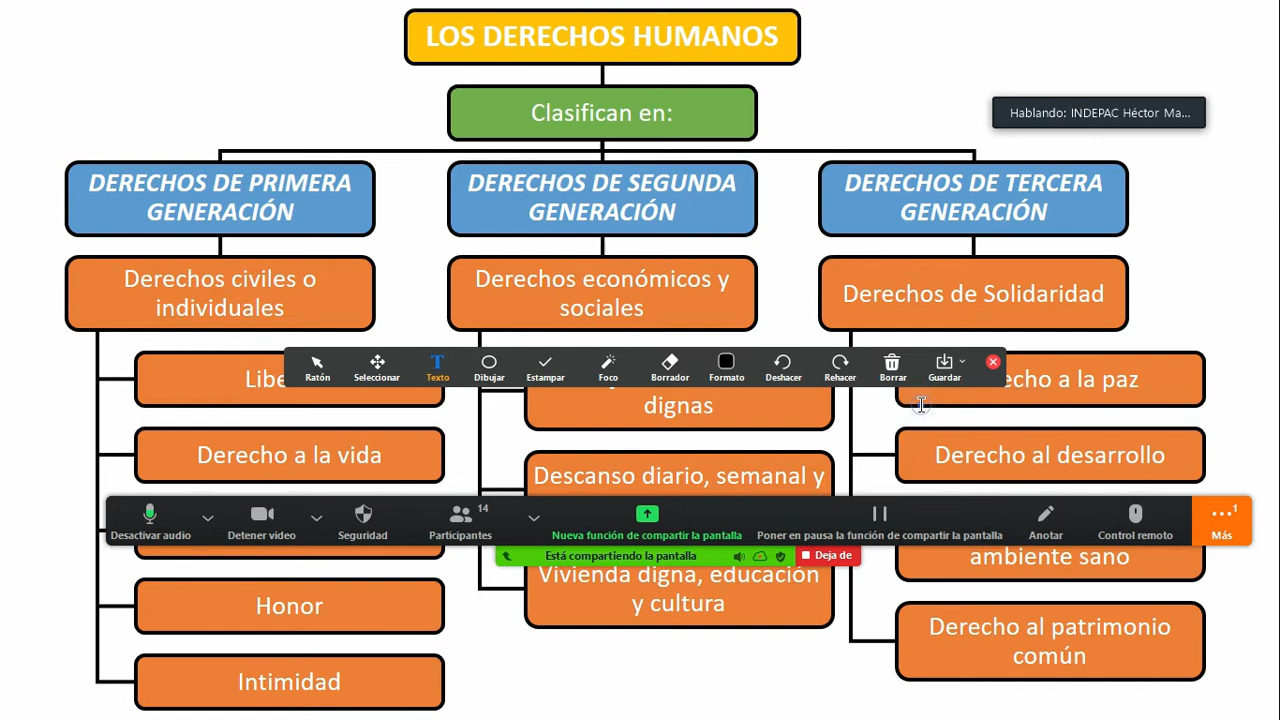 LOS DERECHOS HUMANOS
Clasifican en:
Hablando: INDEPAC Héctor Ma...
DERECHOS DE PRIMERA
GENERACIÓN
Derechos civiles o
individuales
Derecho a la vida
Honor
Intimidad
DERECHOS DE SEGUNDA
GENERACIÓN
Derechos económicos y
sociales
dignas
Descanso diario, semanal y
Vivienda digna, educación
y cultura
DERECHOS DE TERCERA
GENERACIÓN
Derechos de Solidaridad
a la paz
Derecho al desarrollo
ambiente sano
Derecho al patrimonio
común
Ratón
Seleccionar
Texto
Dibujar
Estampar
Foco
Borrador
Formato
Deshacer
Rehacer
Borrar
Guardar
Desactivar audio
Detener video
Seguridad
Participantes
14
Nueva función de compartir la pantalla
Poner en pausa la función de compartir la pantalla
Anotar
Control remoto
Más
1
Está compartiendo la pantalla
Deja de